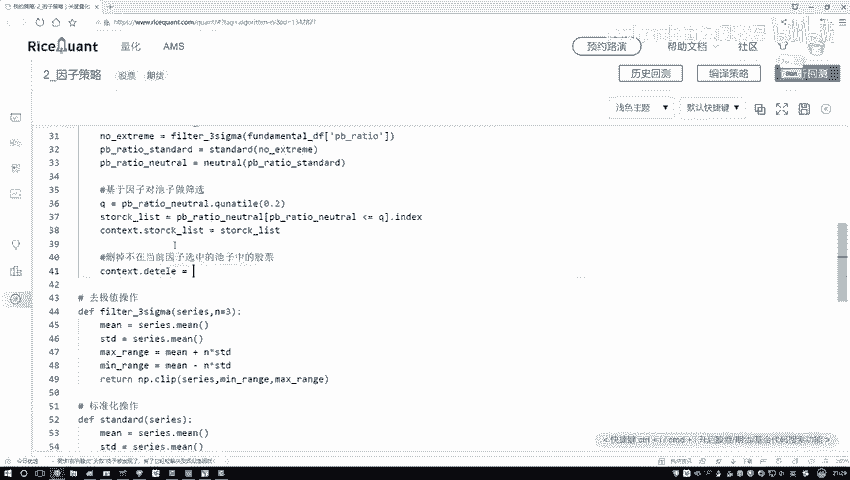 RiceQuant 量化 AMS 预约路演 帮助文档 社区
2_因子策略 股票 期货 历史回测 编译策略
浅色主题 默认快捷键
31 no_extreme = filter_3sigma(fundamental_df['pb_ratio'])
32 pb_ratio_standard = standard(no_extreme)
33 pb_ratio_neutral = neutral(pb_ratio_standard)
34
35 #基于因子对池子做筛选
36 q = pb_ratio_neutral.qunatile(0.2)
37 storck_list = pb_ratio_neutral[pb_ratio_neutral <= q].index
38 context.storck_list = storck_list
39
40 #删掉不在当前因子选中的池子中的股票
41 context.detele =
42
43 # 去极值操作
44 def filter_3sigma(series,n=3):
45 mean = series.mean()
46 std = series.mean()
47 max_range = mean + n*std
48 min_range = mean - n*std
49 return np.clip(series,min_range,max_range)
50
51 # 标准化操作
52 def standard(series):
53 mean = series.mean()
54 std = series.mean()
21:29